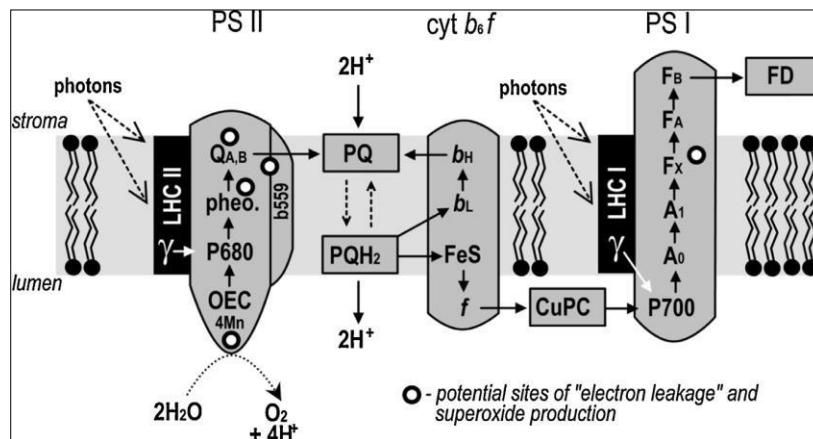 PS II cyt b₆f PS I
2H⁺
photons photons
FB FD
stroma
FA
QA,B PQ bH FX
LHC II LHC I
pheo. b559 bL A1
γ P680 PQH₂ FeS γ A0
lumen
OEC f CuPC P700
4Mn
2H⁺
2H₂O O₂
+ 4H⁺
- potential sites of "electron leakage" and
superoxide production